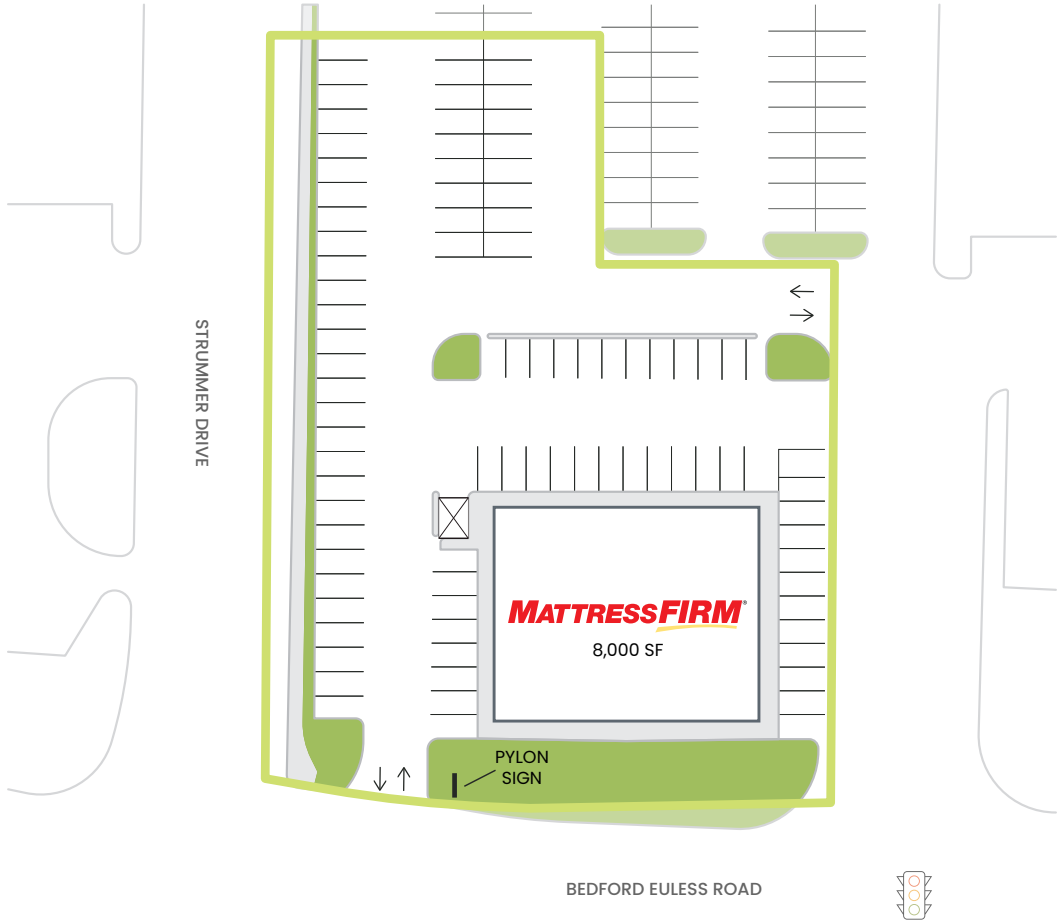 STRUMMER DRIVE
MATTRESSFIRM®
8,000 SF
PYLON
SIGN
BEDFORD EULESS ROAD